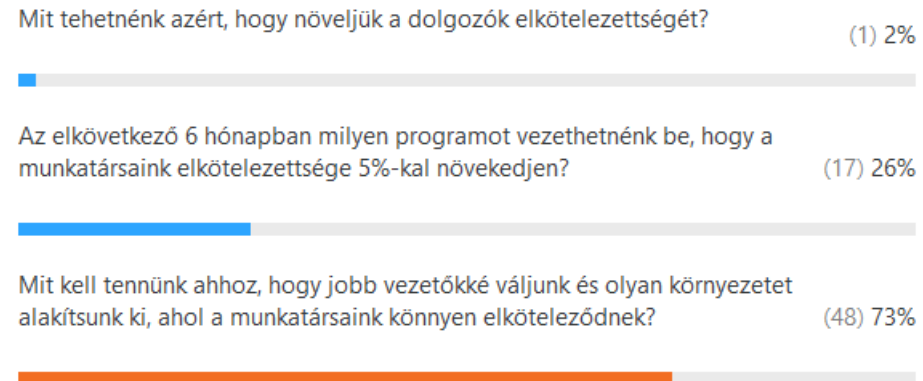 Mit tehetnénk azért, hogy növeljük a dolgozók elkötelezettségét?
(1) 2%
Az elkövetkező 6 hónapban milyen programot vezethetnénk be, hogy a
munkatársaink elkötelezettsége 5%-kal növekedjen?
(17) 26%
Mit kell tennünk ahhoz, hogy jobb vezetőkké váljunk és olyan környezetet
alakítsunk ki, ahol a munkatársaink könnyen elköteleződnek?
(48) 73%